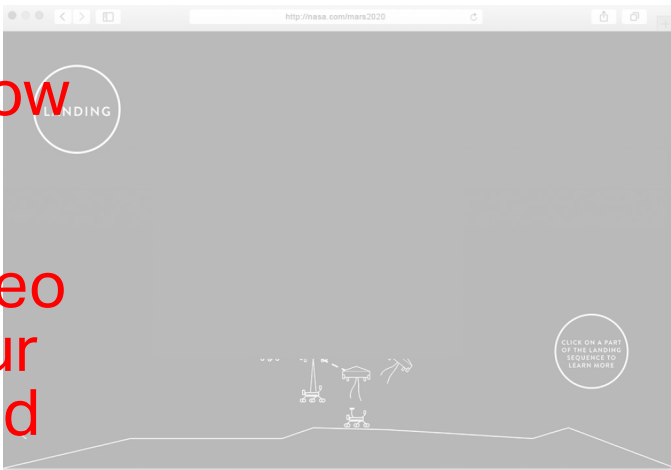 http://nasa.com/mars2020
ow
LANDING
eo
ur
d
CLICK ON A PART
OF THE LANDING
SEQUENCE TO
LEARN MORE